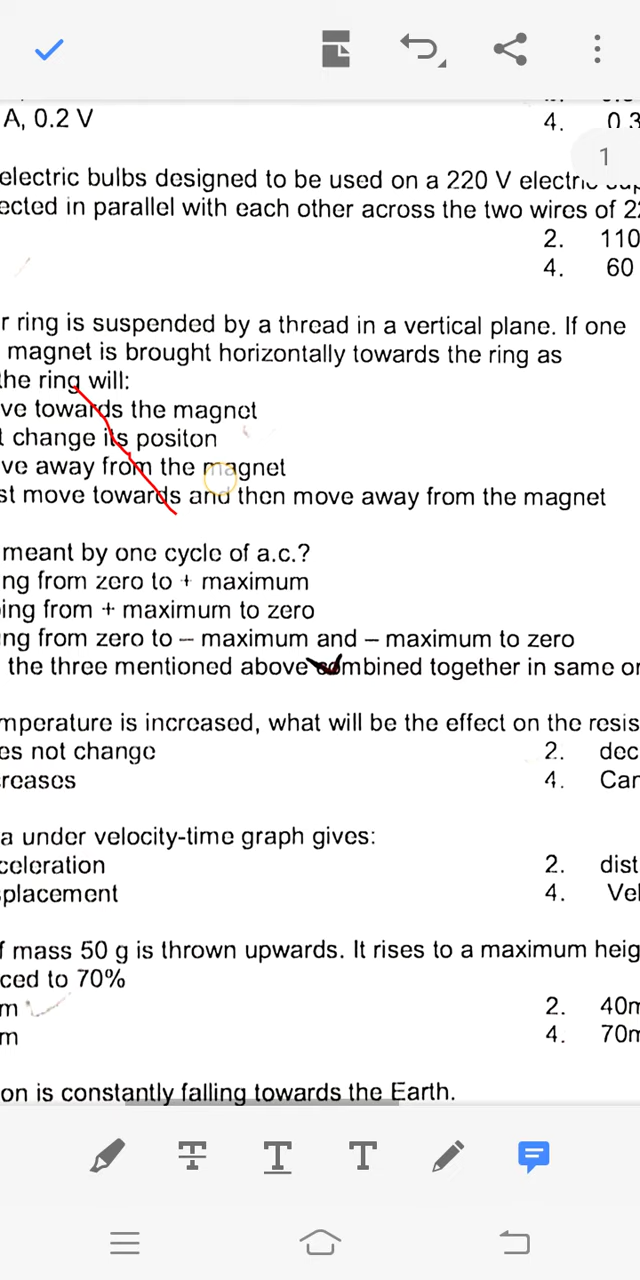 A, 0.2 V
4. 0.3
1
electric bulbs designed to be used on a 220 V electric
ected in parallel with each other across the two wires of 22
2. 110
4. 60
r ring is suspended by a thread in a vertical plane. If one
magnet is brought horizontally towards the ring as
the ring will:
ve towards the magnet
t change its positon
ve away from the magnet
st move towards and then move away from the magnet
meant by one cycle of a.c.?
ng from zero to + maximum
ping from + maximum to zero
ng from zero to – maximum and – maximum to zero
the three mentioned above combined together in same or
mperature is increased, what will be the effect on the resis
es not change
2. dec
creases
4. Can
a under velocity-time graph gives:
cceleration
2. dist
splacement
4. Vel
f mass 50 g is thrown upwards. It rises to a maximum heig
ced to 70%
m
2. 40m
m
4. 70m
on is constantly falling towards the Earth.
T T T